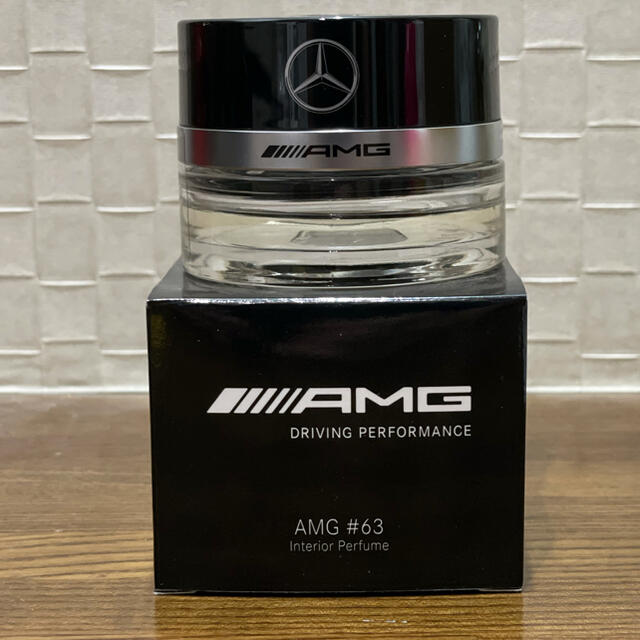 AMG
AMG
DRIVING PERFORMANCE
AMG #63
Interior Perfume